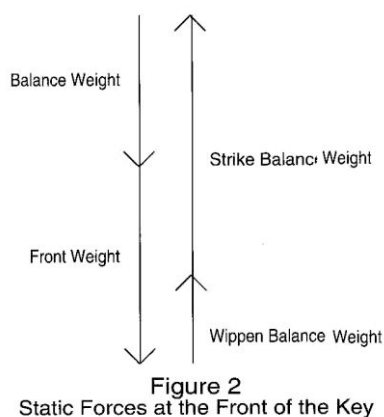 Balance Weight
Strike Balance Weight
Front Weight
Wippen Balance Weight
Figure 2
Static Forces at the Front of the Key